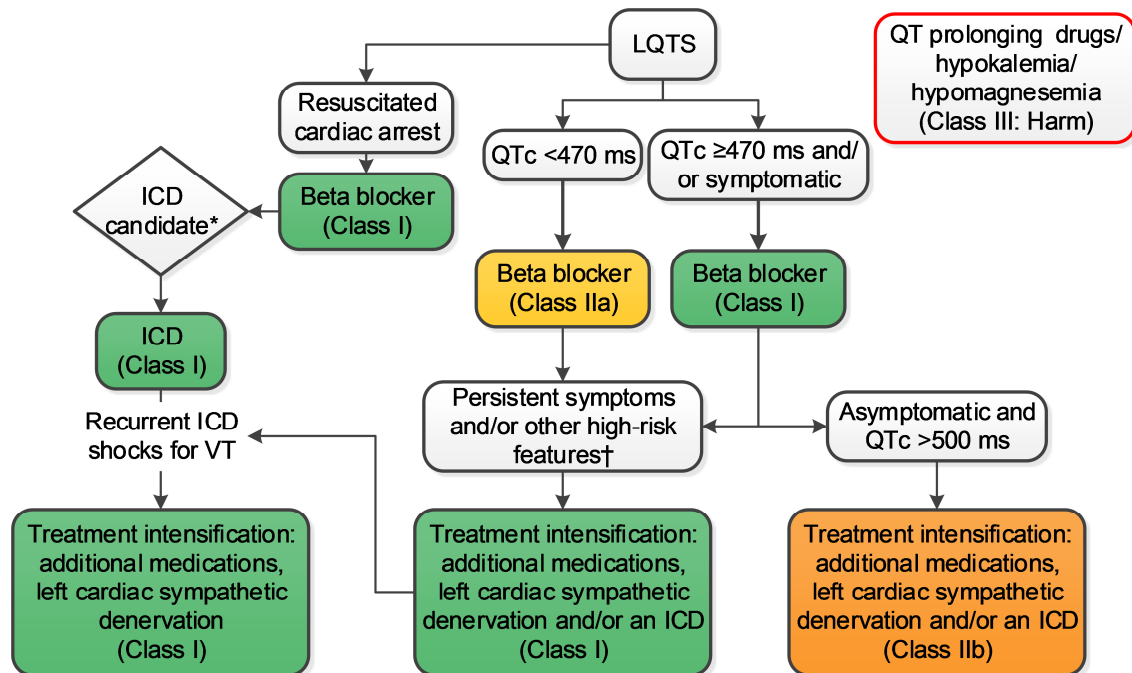 LQTS
QT prolonging drugs/
hypokalemia/
hypomagnesemia
(Class III: Harm)
Resuscitated
cardiac arrest
QTc <470 ms
QTc ≥470 ms and/
or symptomatic
ICD
candidate*
Beta blocker
(Class I)
Beta blocker
(Class IIa)
Beta blocker
(Class I)
ICD
(Class I)
Recurrent ICD
shocks for VT
Persistent symptoms
and/or other high-risk
features†
Asymptomatic and
QTc >500 ms
Treatment intensification:
additional medications,
left cardiac sympathetic
denervation
(Class I)
Treatment intensification:
additional medications,
left cardiac sympathetic
denervation and/or an ICD
(Class I)
Treatment intensification:
additional medications,
left cardiac sympathetic
denervation and/or an ICD
(Class IIb)